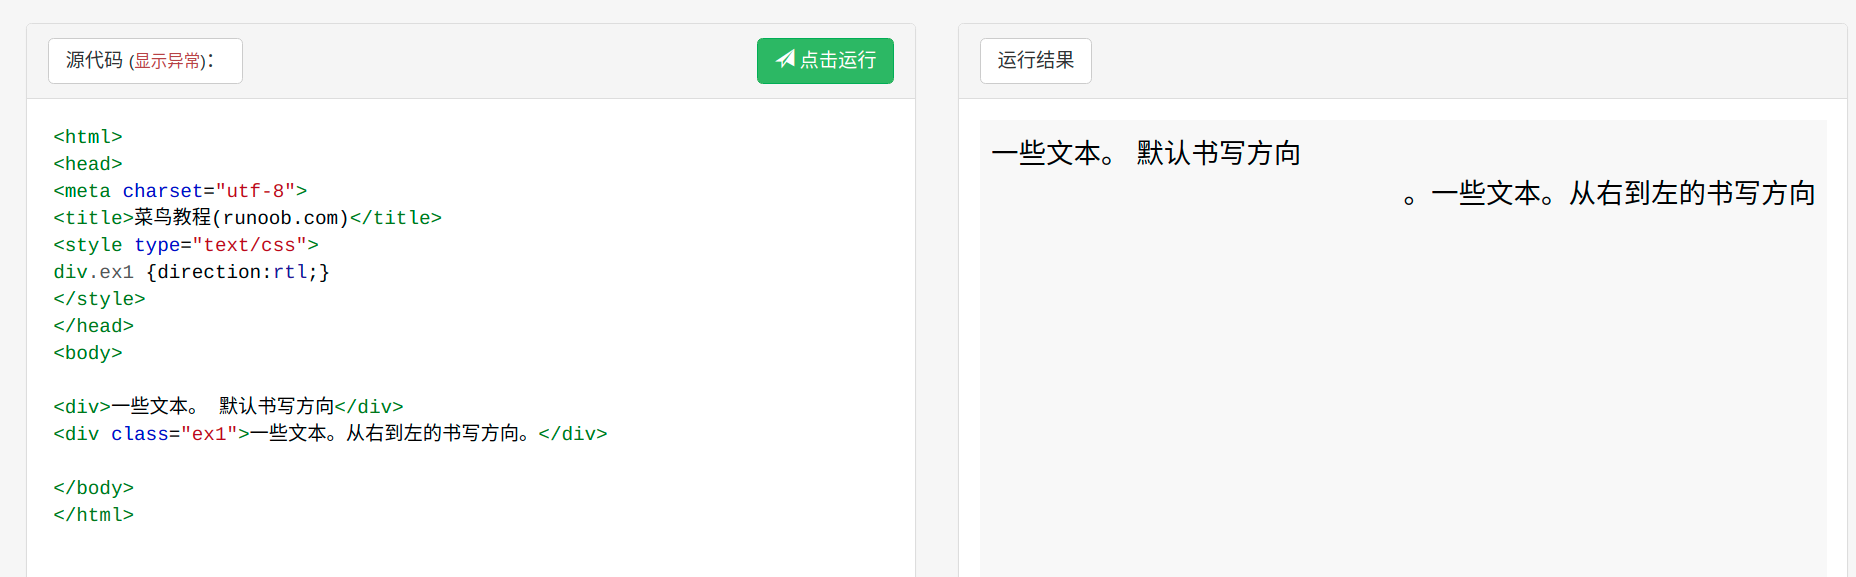 源代码 (显示异常)：
点击运行
<html>
<head>
<meta charset="utf-8">
<title>菜鸟教程(runoob.com)</title>
<style type="text/css">
div.ex1 {direction:rtl;}
</style>
</head>
<body>
<div>一些文本。 默认书写方向</div>
<div class="ex1">一些文本。从右到左的书写方向。</div>
</body>
</html>
运行结果
一些文本。 默认书写方向
。一些文本。从右到左的书写方向